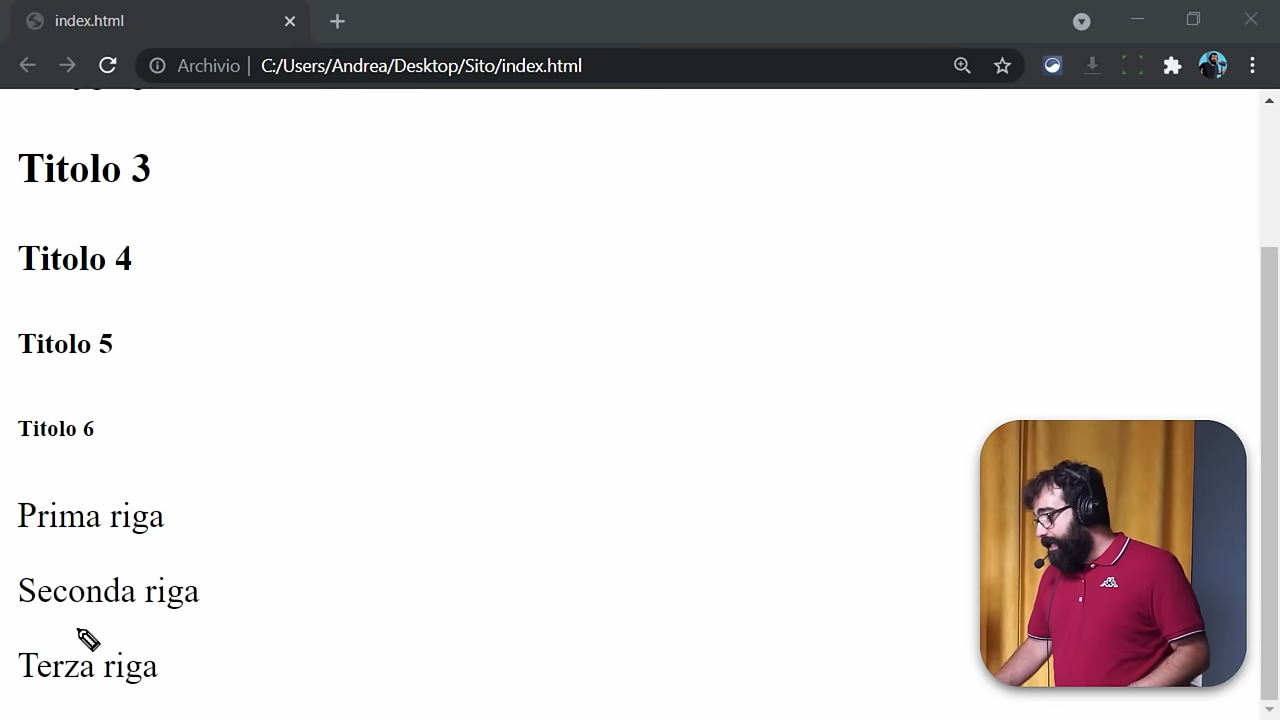 index.html
Archivio | C:/Users/Andrea/Desktop/Sito/index.html
Titolo 3
Titolo 4
Titolo 5
Titolo 6
Prima riga
Seconda riga
Terza riga